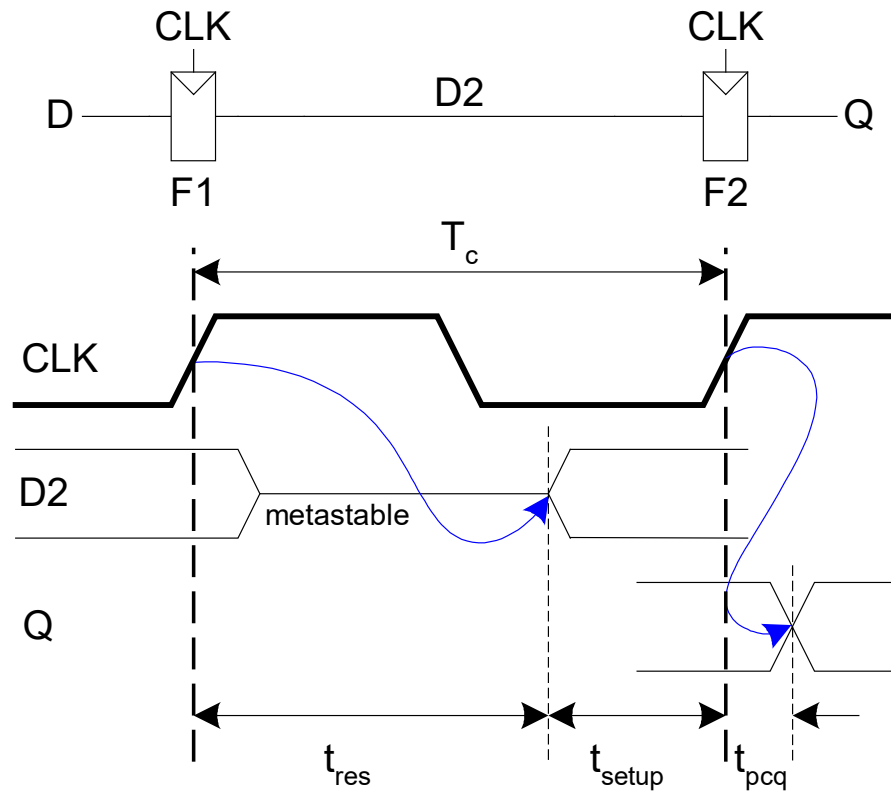 CLK CLK
D D2 Q
F1 F2
T_c
CLK
D2
metastable
Q
t_res t_setup t_pcq